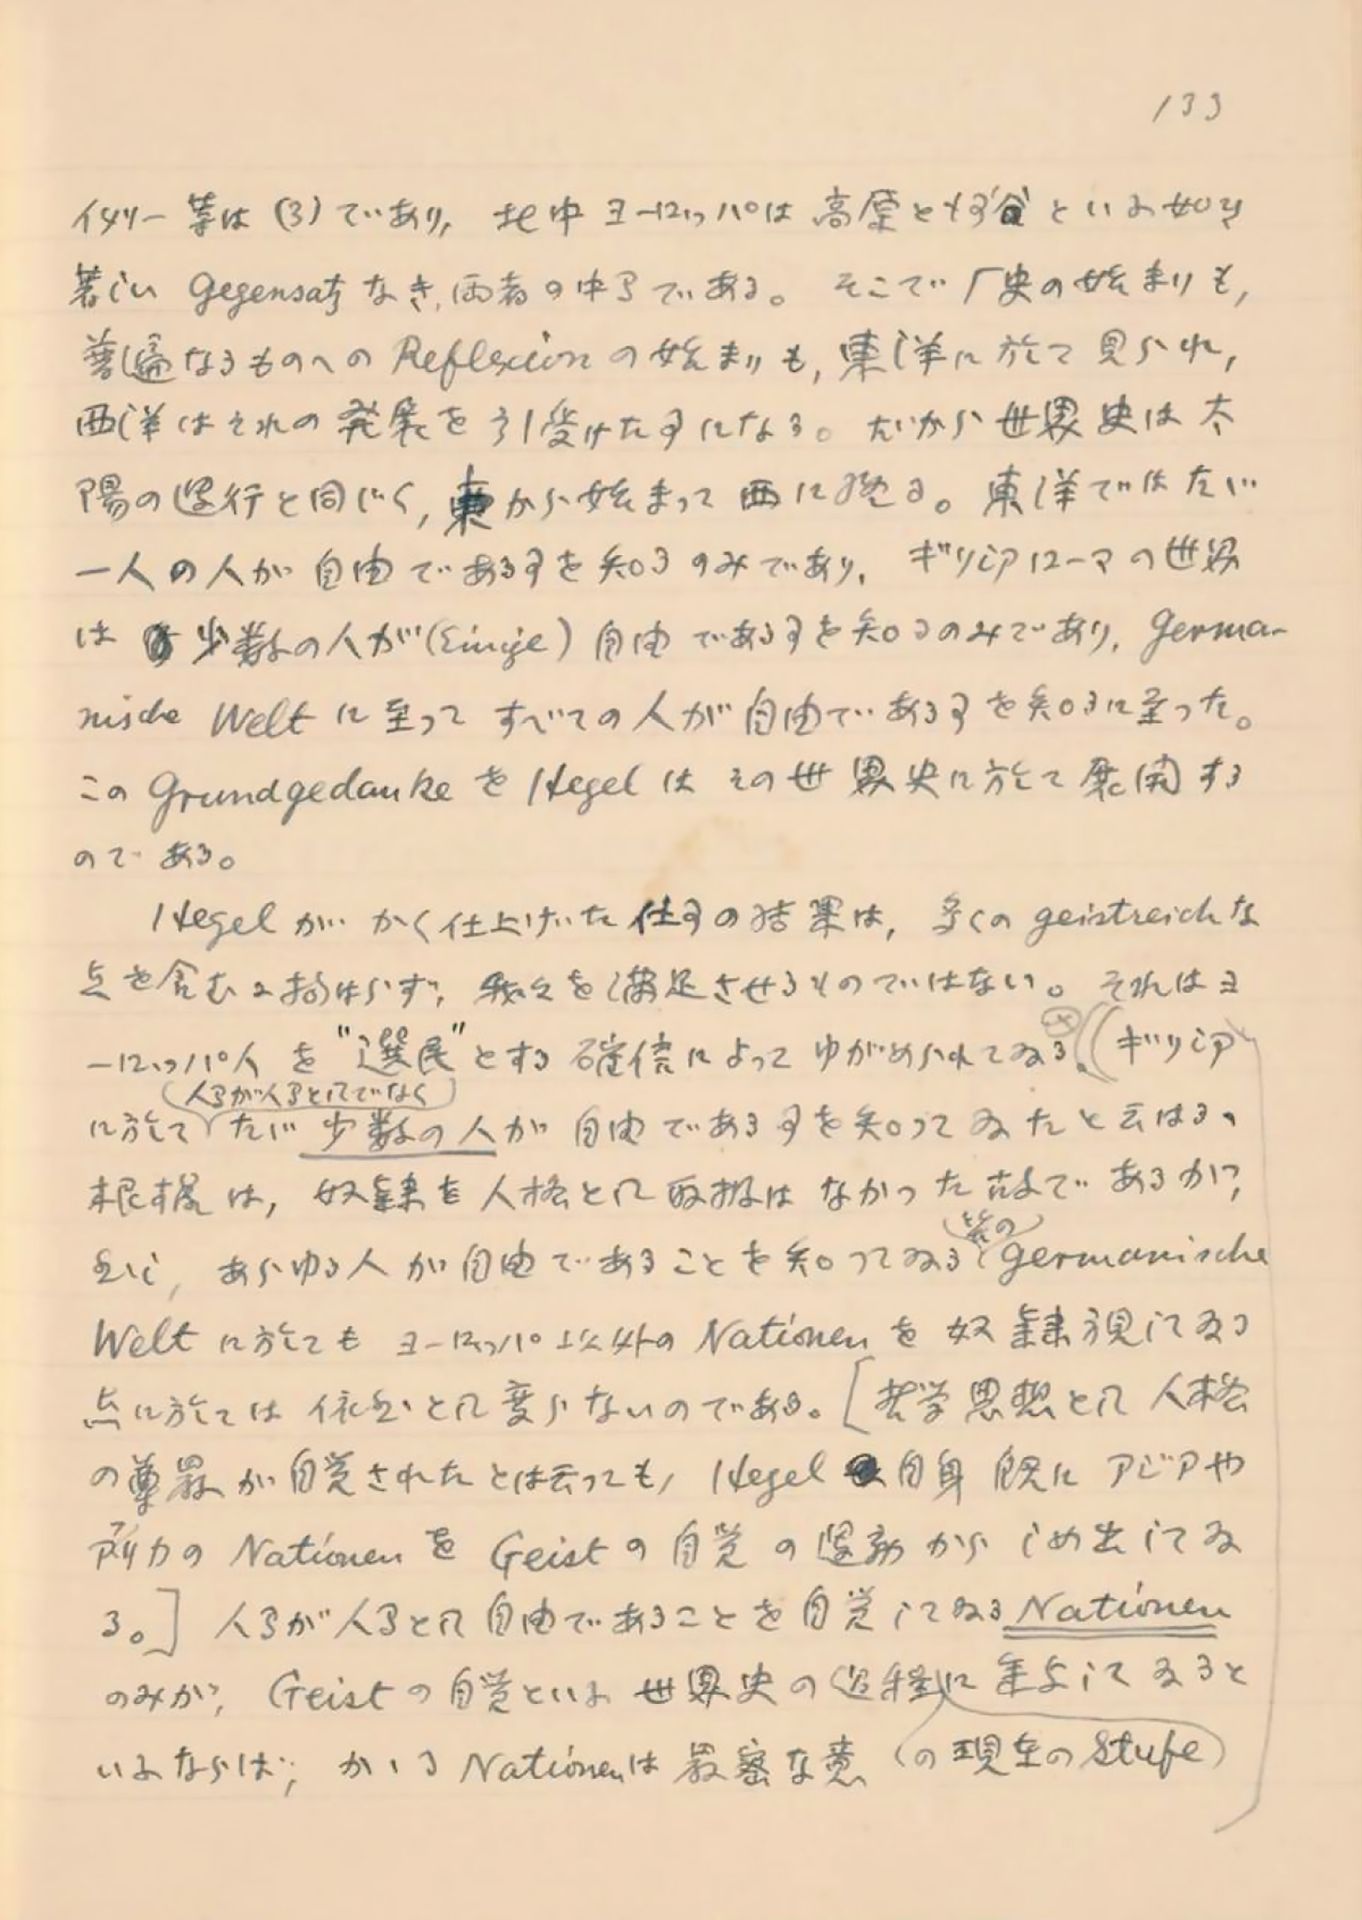 133
イタリー等は(3)であり、北中ヨーロッパは高原と峡谷といふ如き
著しい Gegensatz なき、両者の中間である。そこで歴史の始まりも,
普遍なるものへの Reflexion の始まりも, 東洋に於て見られ,
西洋はそれの発展を引受けた事になる。だから世界史は太
陽の運行と同じく, 東から始まって西に終る。東洋ではたゞ
一人の人が自由である事を知るのみであり、ギリシアローマの世界
は 少数の人が(Einige)自由である事を知るのみであり, germa-
nische Welt に至ってすべての人が自由である事を知るに至った。
この Grundgedanke を Hegel はその世界史に於て展開する
のである。
Hegel が かく仕上げた仕事の結果は, 多くの geistreich な
点を含むに拘はらず, 我々を満足させるものではない。それはヨ
ーロッパ人を "選民" とする確信によってゆがめられてゐる。(ギリシア
(人間が人間としてでなく)
に於て たゞ 少数の人が自由である事を知ってゐたと云はるゝ
根拠は, 奴隷を人格として取扱はなかった故であるが,
(筈の)
然し, あらゆる人が自由であることを知ってゐる germanische
Welt に於てもヨーロッパ以外の Nationen を奴隷視してゐる
点に於ては依然として変らないのである。[哲学思想として人格
の尊厳が自覚されたとは云っても, Hegel 自身既にアジアや
アフリカの Nationen を Geist の自覚の運動からしめ出してゐ
る。] 人間が人間として自由であることを自覚してゐる Nationen
のみが, Geist の自覚といふ世界史の過程に 参与してゐると
(の現在の Stufe)
いふならば, かゝる Nationen は厳密な意